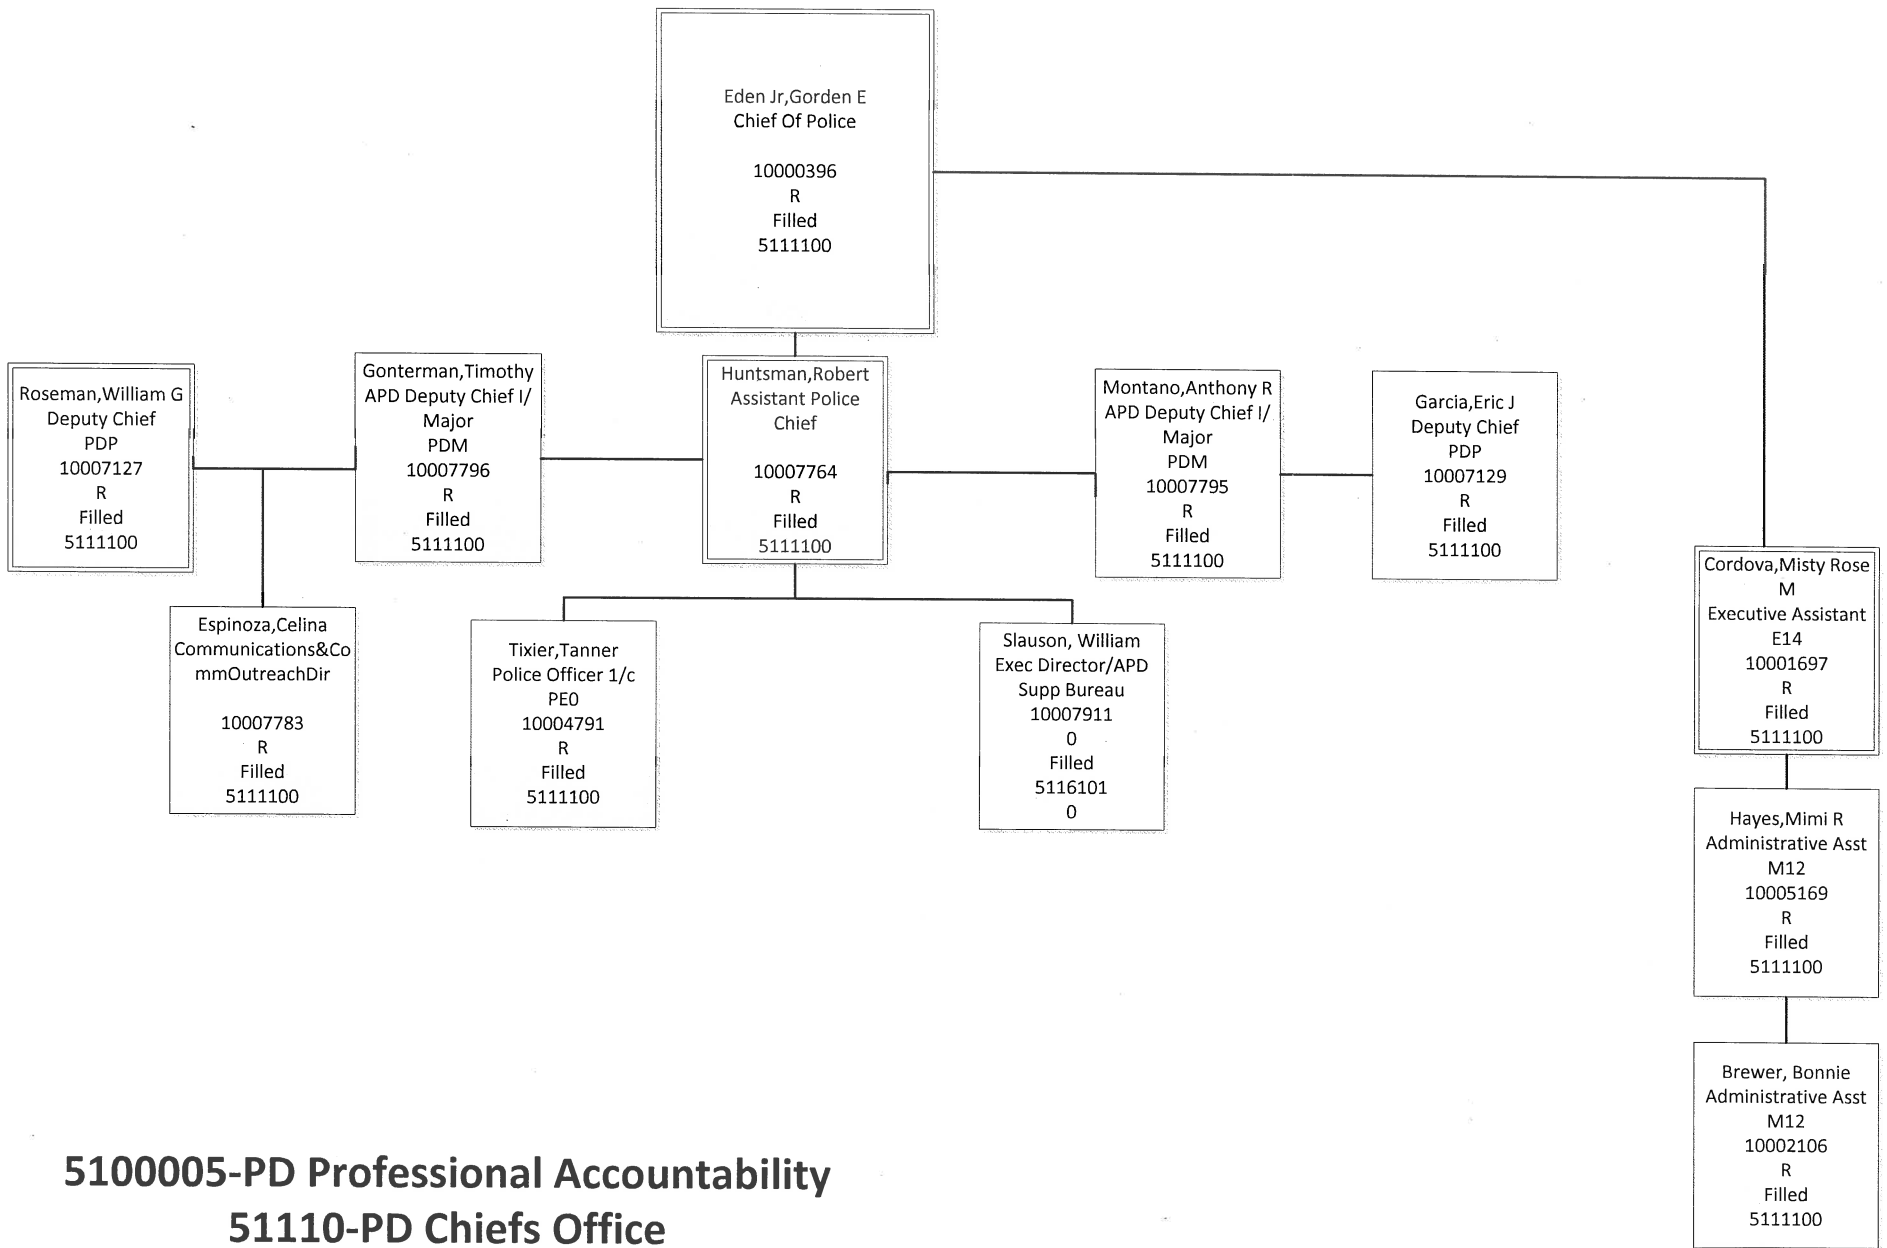 Eden Jr,Gorden E
Chief Of Police
10000396
R
Filled
5111100
Roseman,William G
Deputy Chief
PDP
10007127
R
Filled
5111100
Gonterman,Timothy
APD Deputy Chief I/
Major
PDM
10007796
R
Filled
5111100
Huntsman,Robert
Assistant Police
Chief
10007764
R
Filled
5111100
Montano,Anthony R
APD Deputy Chief I/
Major
PDM
10007795
R
Filled
5111100
Garcia,Eric J
Deputy Chief
PDP
10007129
R
Filled
5111100
Cordova,Misty Rose
M
Executive Assistant
E14
10001697
R
Filled
5111100
Espinoza,Celina
Communications&Co
mmOutreachDir
10007783
R
Filled
5111100
Tixier,Tanner
Police Officer 1/c
PE0
10004791
R
Filled
5111100
Slauson, William
Exec Director/APD
Supp Bureau
10007911
0
Filled
5116101
0
Hayes,Mimi R
Administrative Asst
M12
10005169
R
Filled
5111100
Brewer, Bonnie
Administrative Asst
M12
10002106
R
Filled
5111100
5100005-PD Professional Accountability
51110-PD Chiefs Office